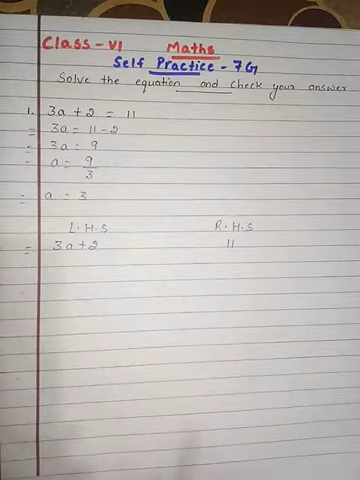 Class - VI Maths
Self Practice - 7G
Solve the equation and check your answer
1. 3a + 2 = 11
= 3a = 11 - 2
= 3a = 9
= a = 9/3
= a = 3
L.H.S R.H.S
= 3a + 2 11